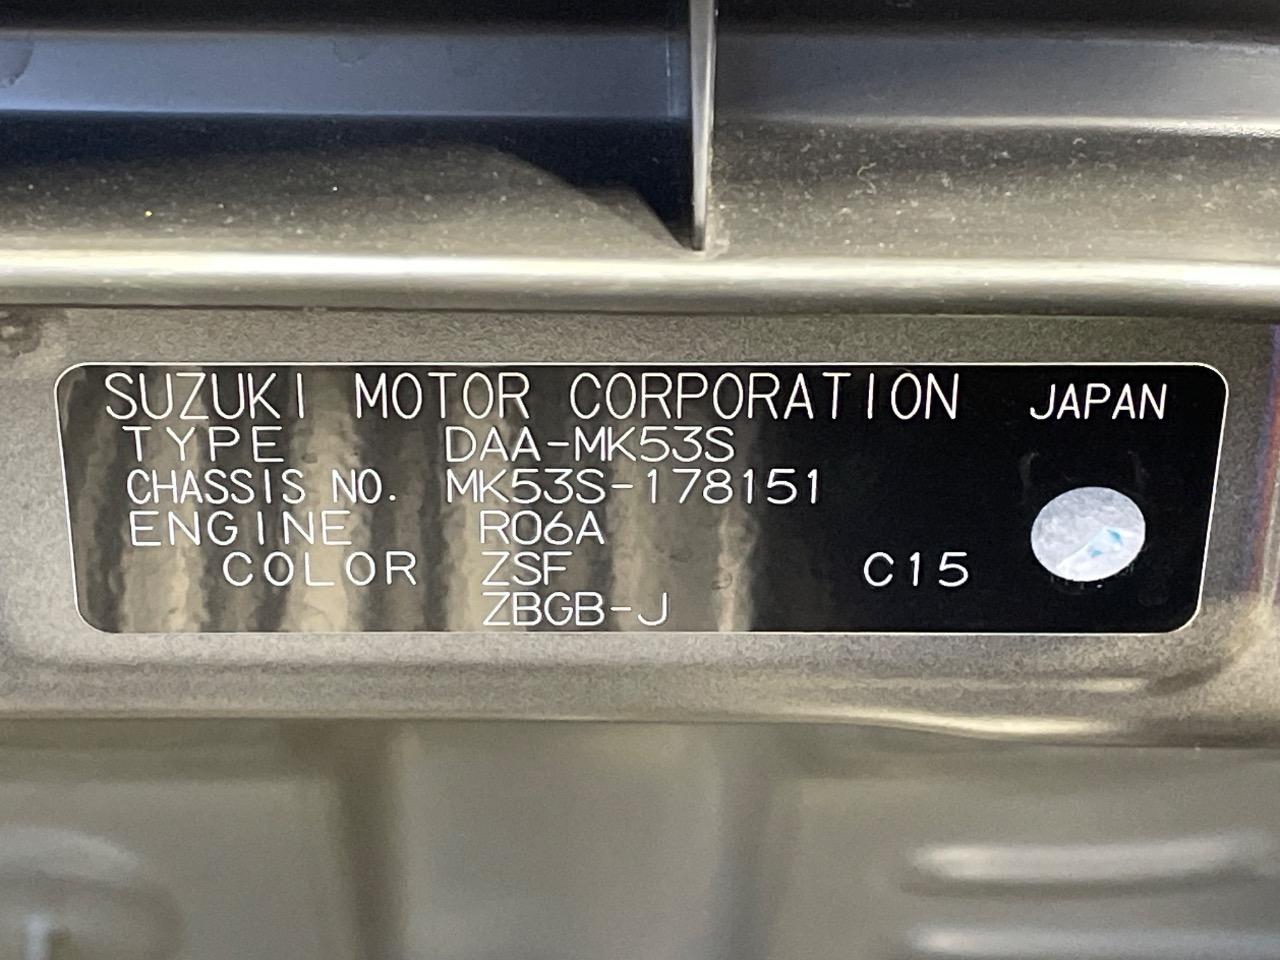 SUZUKI MOTOR CORPORATION JAPAN
TYPE DAA-MK53S
CHASSIS NO. MK53S-178151
ENGINE R06A
COLOR ZSF C15
ZBGB-J